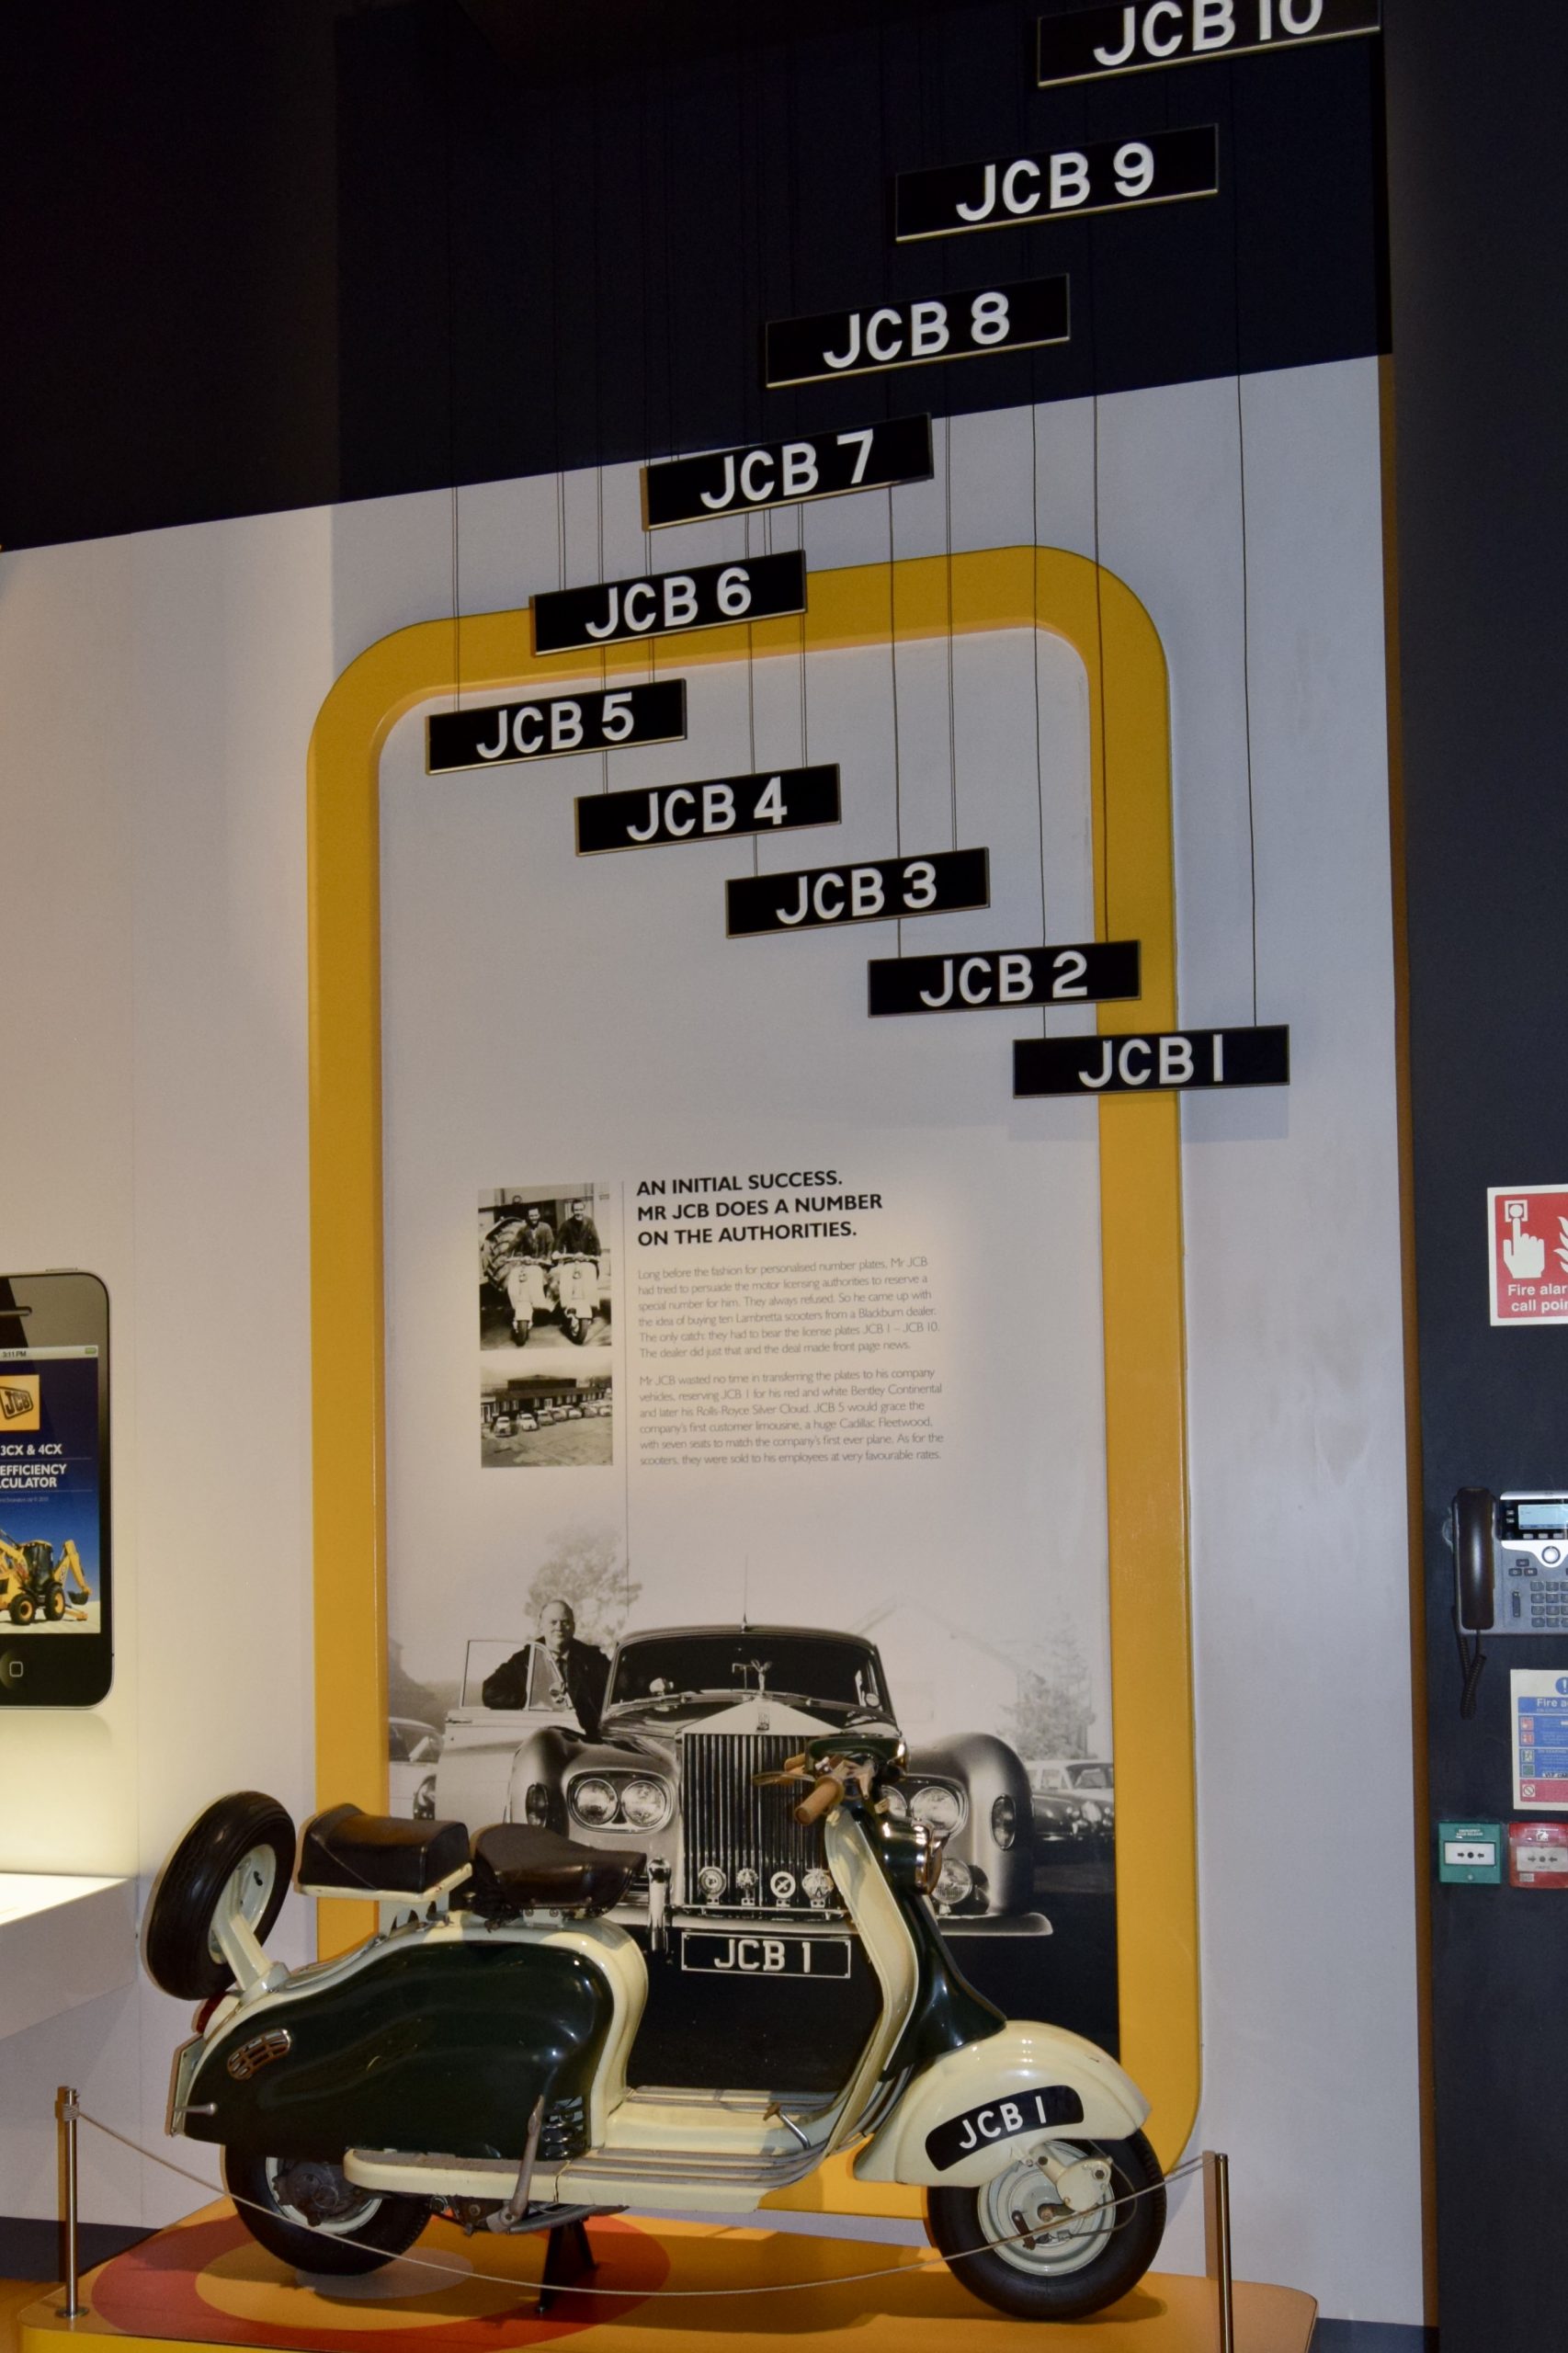 JCB 10
JCB 9
JCB 8
JCB 7
JCB 6
JCB 5
JCB 4
JCB 3
JCB 2
JCB 1
AN INITIAL SUCCESS.
MR JCB DOES A NUMBER
ON THE AUTHORITIES.
Long before the fashion for personalised number plates, Mr JCB
had tried to persuade the motor licensing authorities to reserve a
special number for him. They always refused. So he came up with
the idea of buying ten Lambretta scooters from a Blackburn dealer.
The only catch: they had to bear the license plates JCB 1 – JCB 10.
The dealer did just that and the deal made front page news.
Mr JCB wasted no time in transferring the plates to his company
vehicles, reserving JCB 1 for his red and white Bentley Continental
and later his Rolls-Royce Silver Cloud. JCB 5 would grace the
company's first customer limousine, a huge Cadillac Fleetwood,
with seven seats to match the company's first ever plane. As for the
scooters, they were sold to his employees at very favourable rates.
JCB 1
JCB 1
3:11 PM
JCB
3CX & 4CX
EFFICIENCY
CULATOR
Fire alar
call poin
Fire a